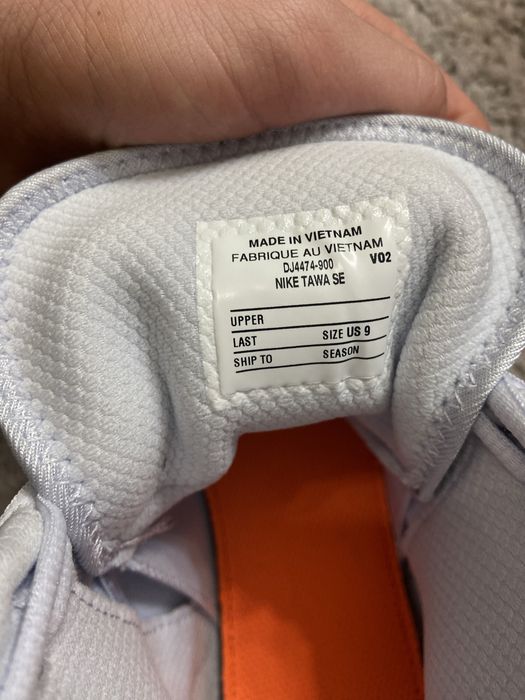 MADE IN VIETNAM
FABRIQUE AU VIETNAM
DJ4474-900 V02
NIKE TAWA SE
UPPER
LAST SIZE US 9
SHIP TO SEASON